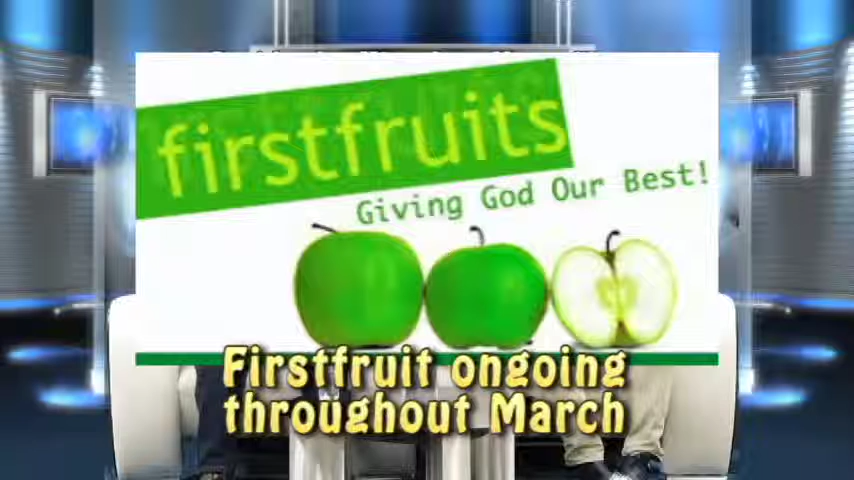 firstfruits
Giving God Our Best!
Firstfruit ongoing
throughout March